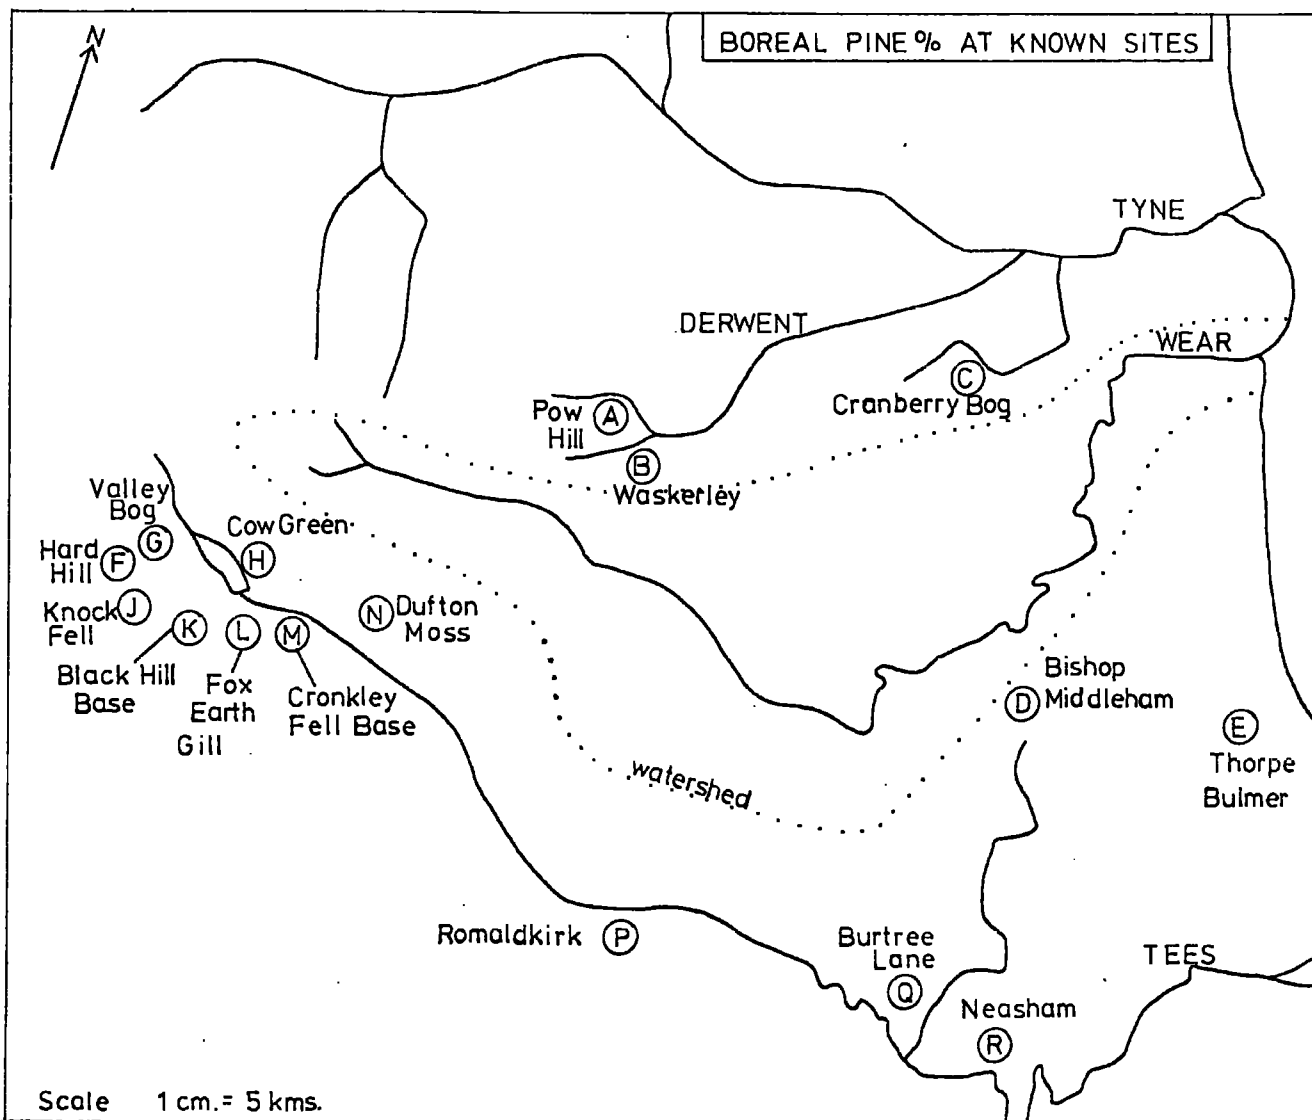 N
BOREAL PINE % AT KNOWN SITES
TYNE
DERWENT
WEAR
C
Cranberry Bog
Pow
Hill
A
B
Waskerley
Valley
Bog
G
Cow Green
H
Hard
Hill
F
Knock
Fell
J
K
L
M
N
Dufton
Moss
Black Hill
Base
Fox
Earth
Gill
Cronkley
Fell Base
Bishop
Middleham
D
E
Thorpe
Bulmer
watershed
Romaldkirk
P
Burtree
Lane
Q
TEES
Neasham
R
Scale 1 cm. = 5 kms.